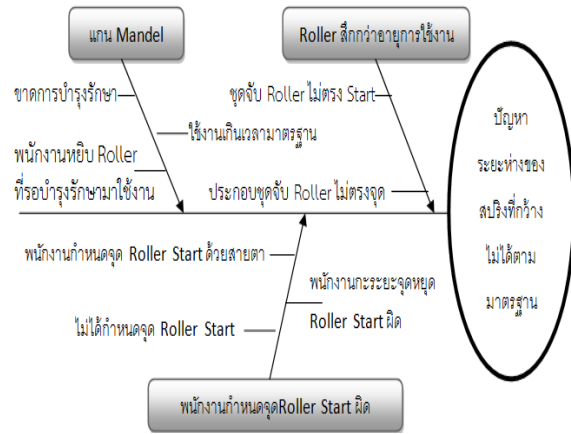 แกน Mandel
Roller สึกกว่าอายุการใช้งาน
ขาดการบำรุงรักษา
ใช้งานเกินเวลามาตรฐาน
พนักงานหยิบ Roller
ที่รอบำรุงรักษามาใช้งาน
ชุดจับ Roller ไม่ตรง Start
ประกอบชุดจับ Roller ไม่ตรงจุด
ปัญหา
ระยะห่างของ
สปริงที่กว้าง
ไม่ได้ตาม
มาตรฐาน
พนักงานกำหนดจุด Roller Start ด้วยสายตา
พนักงานกะระยะจุดหยุด
Roller Start ผิด
ไม่ได้กำหนดจุด Roller Start
พนักงานกำหนดจุดRoller Start ผิด